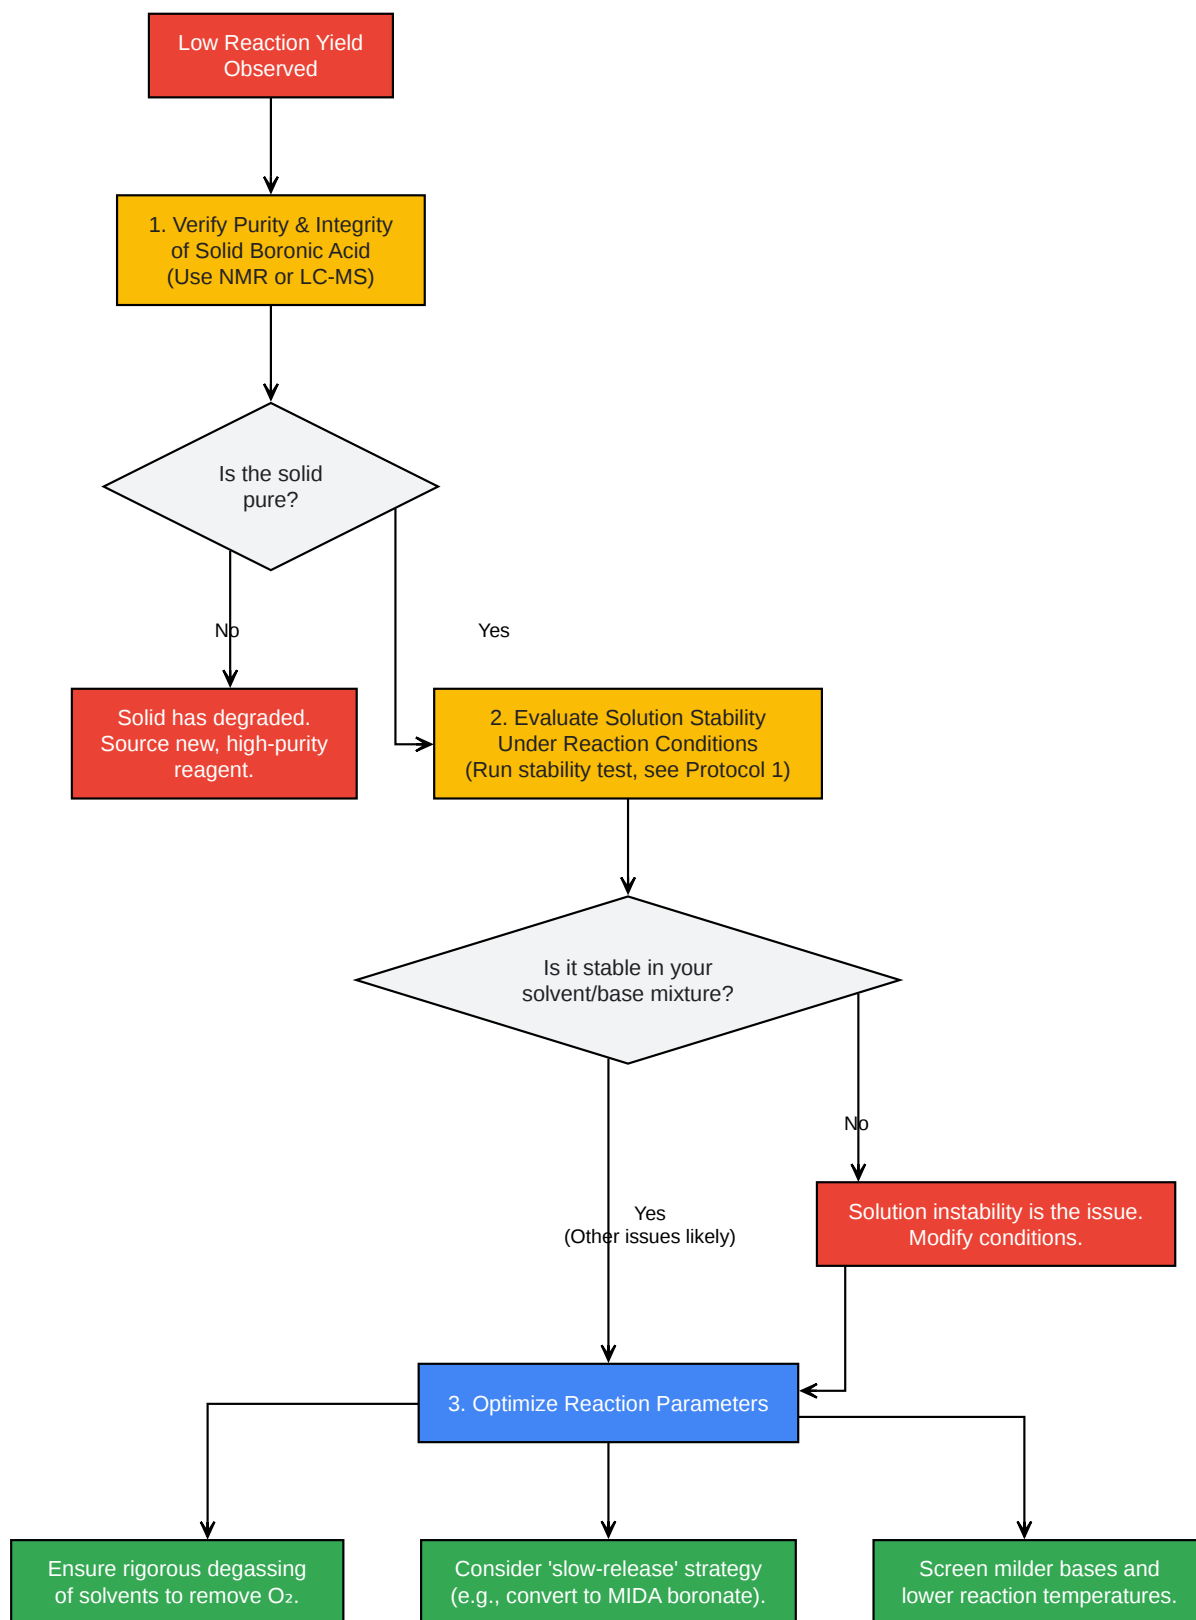 Low Reaction Yield
Observed
1. Verify Purity & Integrity
of Solid Boronic Acid
(Use NMR or LC-MS)
Is the solid
pure?
No
Yes
Solid has degraded.
Source new, high-purity
reagent.
2. Evaluate Solution Stability
Under Reaction Conditions
(Run stability test, see Protocol 1)
Is it stable in your
solvent/base mixture?
No
Yes
(Other issues likely)
Solution instability is the issue.
Modify conditions.
3. Optimize Reaction Parameters
Ensure rigorous degassing
of solvents to remove O₂.
Consider 'slow-release' strategy
(e.g., convert to MIDA boronate).
Screen milder bases and
lower reaction temperatures.